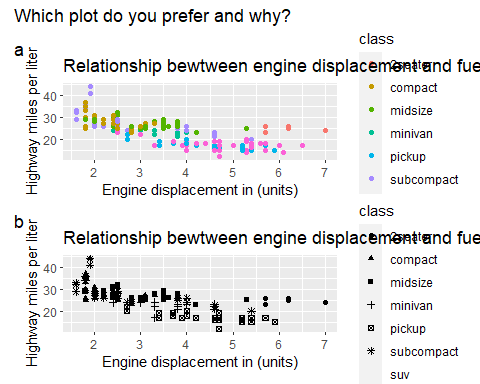 Which plot do you prefer and why?
a
class
Relationship bewtween engine displacement and fue
2seater
compact
midsize
minivan
pickup
subcompact
Highway miles per liter
40
30
20
2 3 4 5 6 7
Engine displacement in (units)
b
class
Relationship bewtween engine displacement and fue
2seater
compact
midsize
minivan
pickup
subcompact
suv
Highway miles per liter
40
30
20
2 3 4 5 6 7
Engine displacement in (units)